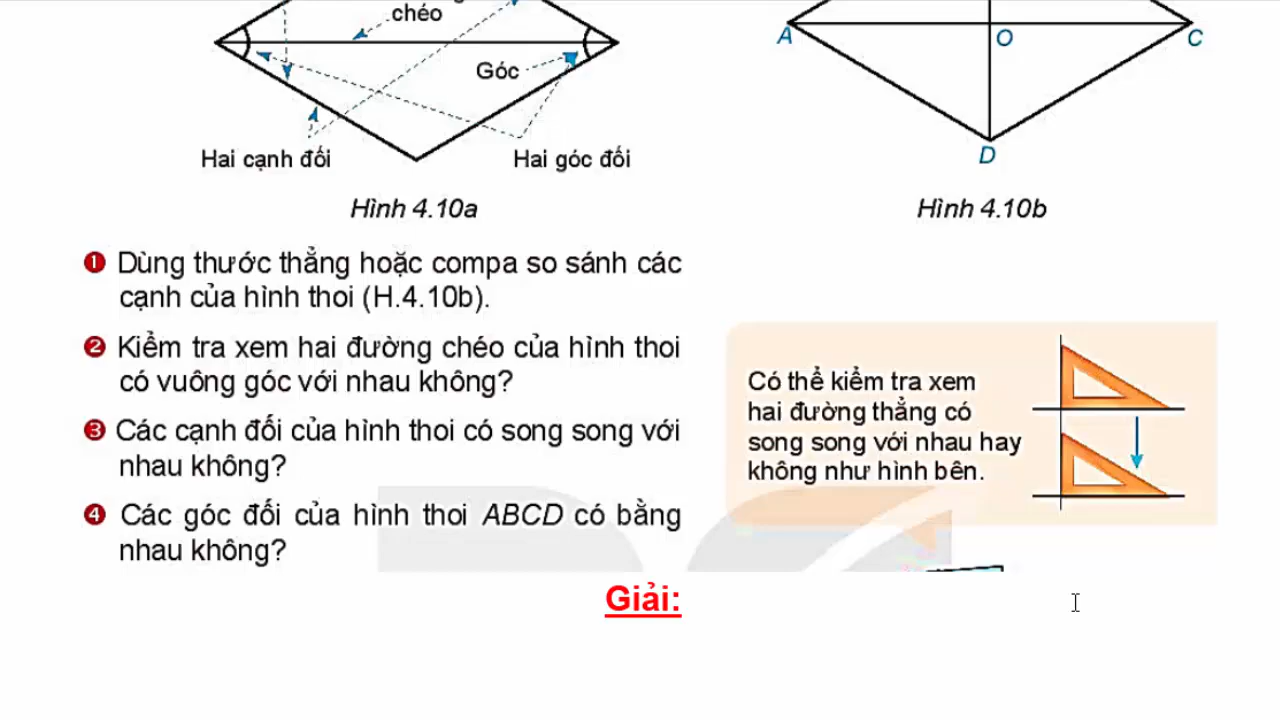 chéo
Góc
Hai cạnh đối
Hai góc đối
Hình 4.10a
A
O
C
D
Hình 4.10b
❶ Dùng thước thẳng hoặc compa so sánh các
cạnh của hình thoi (H.4.10b).
❷ Kiểm tra xem hai đường chéo của hình thoi
có vuông góc với nhau không?
❸ Các cạnh đối của hình thoi có song song với
nhau không?
❹ Các góc đối của hình thoi ABCD có bằng
nhau không?
Có thể kiểm tra xem
hai đường thẳng có
song song với nhau hay
không như hình bên.
Giải: